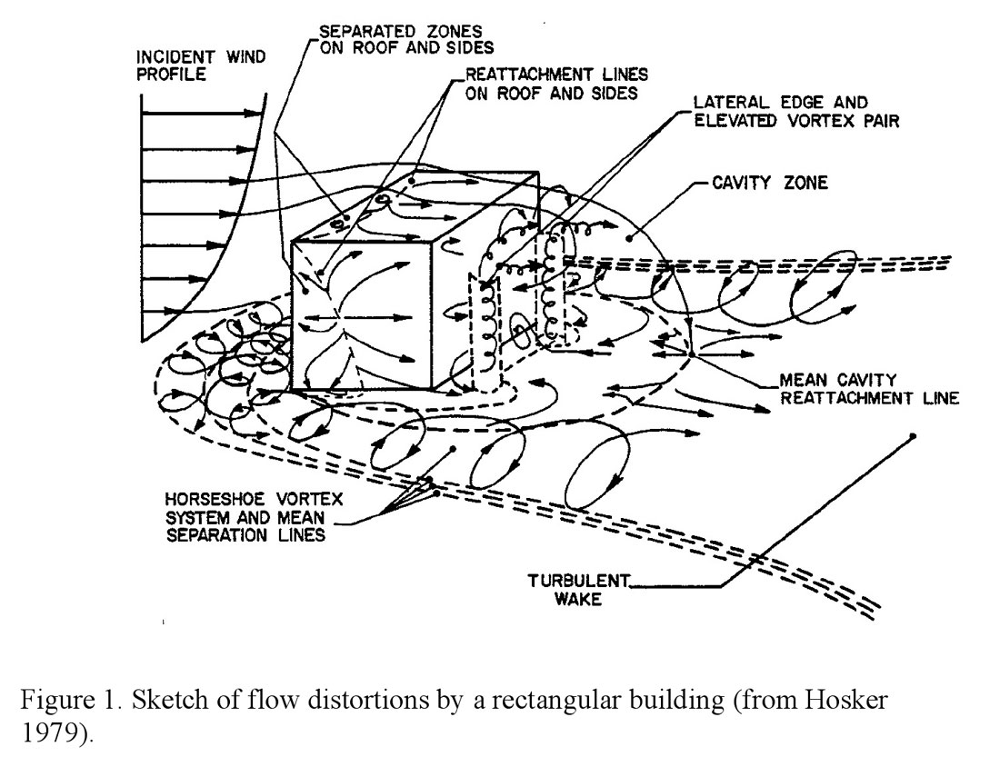 SEPARATED ZONES
ON ROOF AND SIDES
INCIDENT WIND
PROFILE
REATTACHMENT LINES
ON ROOF AND SIDES
LATERAL EDGE AND
ELEVATED VORTEX PAIR
CAVITY ZONE
MEAN CAVITY
REATTACHMENT LINE
HORSESHOE VORTEX
SYSTEM AND MEAN
SEPARATION LINES
TURBULENT
WAKE
Figure 1. Sketch of flow distortions by a rectangular building (from Hosker
1979).